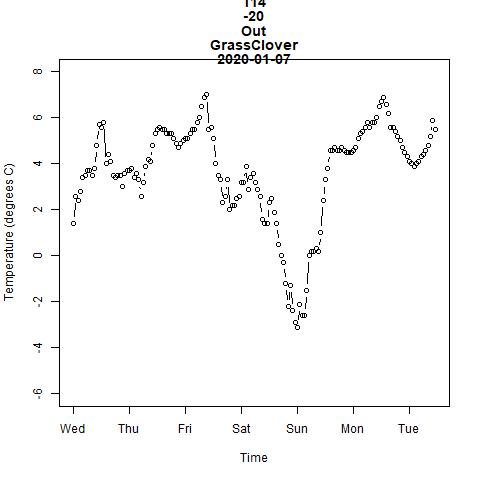 114
-20
Out
GrassClover
2020-01-07
Temperature (degrees C)
8
6
4
2
0
-2
-4
-6
Wed Thu Fri Sat Sun Mon Tue
Time